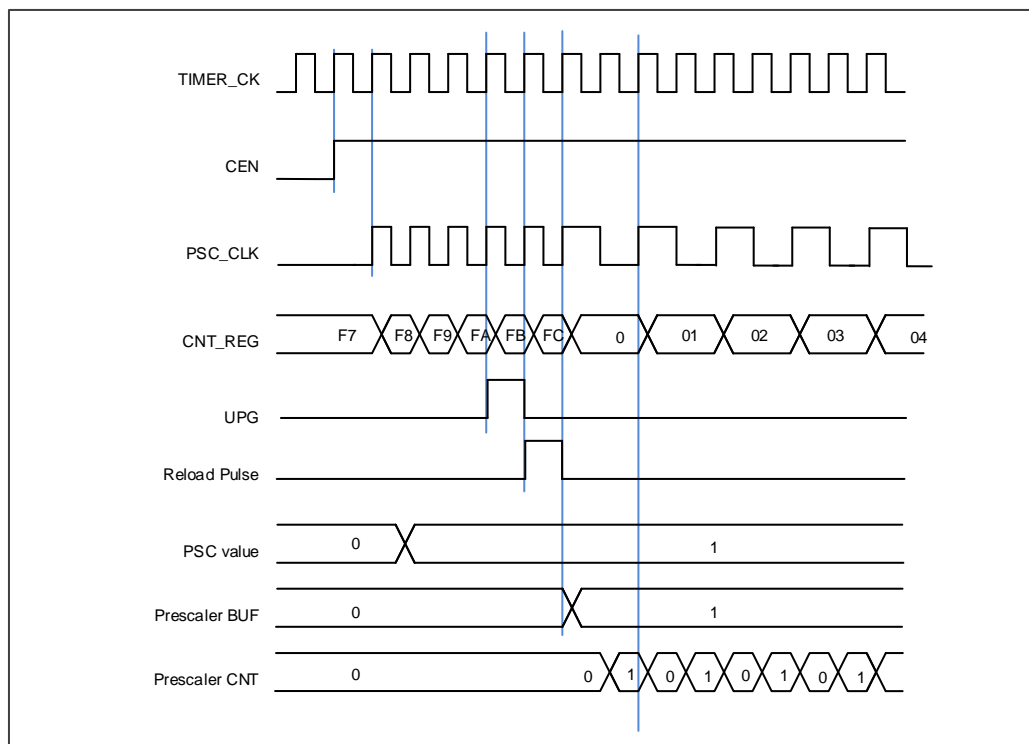 TIMER_CK
CEN
PSC_CLK
CNT_REG F7 F8 F9 FA FB FC 0 01 02 03 04
UPG
Reload Pulse
PSC value 0 1
Prescaler BUF 0 1
Prescaler CNT 0 0 1 0 1 0 1 0 1